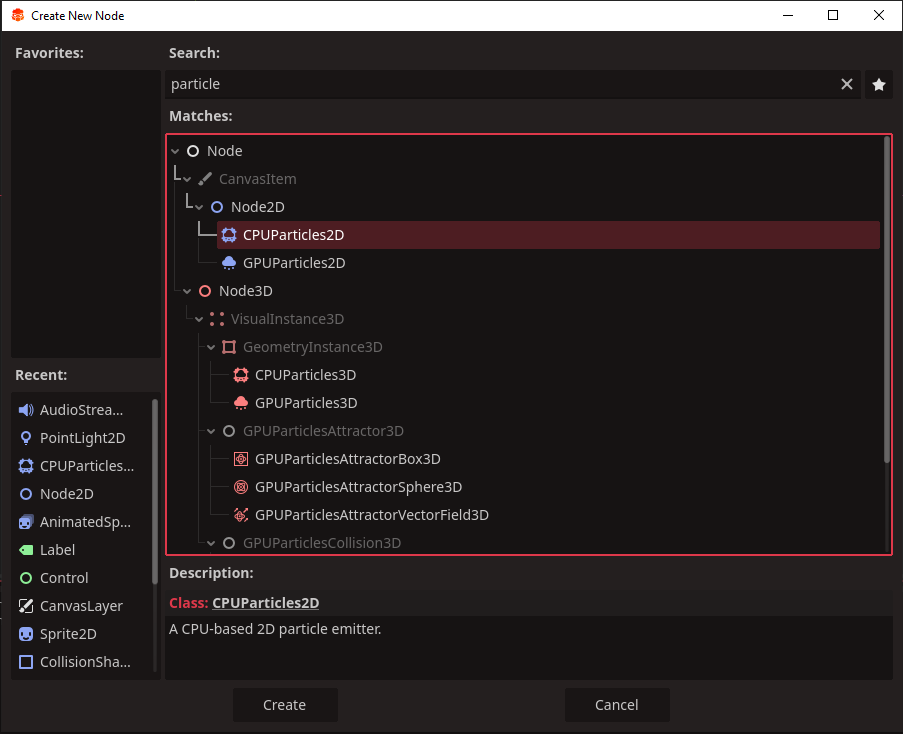 Create New Node
Favorites:
Search:
particle
Matches:
Node
CanvasItem
Node2D
CPUParticles2D
GPUParticles2D
Node3D
VisualInstance3D
GeometryInstance3D
CPUParticles3D
GPUParticles3D
GPUParticlesAttractor3D
GPUParticlesAttractorBox3D
GPUParticlesAttractorSphere3D
GPUParticlesAttractorVectorField3D
GPUParticlesCollision3D
Recent:
AudioStrea...
PointLight2D
CPUParticles...
Node2D
AnimatedSp...
Label
Control
CanvasLayer
Sprite2D
CollisionSha...
Description:
Class: CPUParticles2D
A CPU-based 2D particle emitter.
Create
Cancel